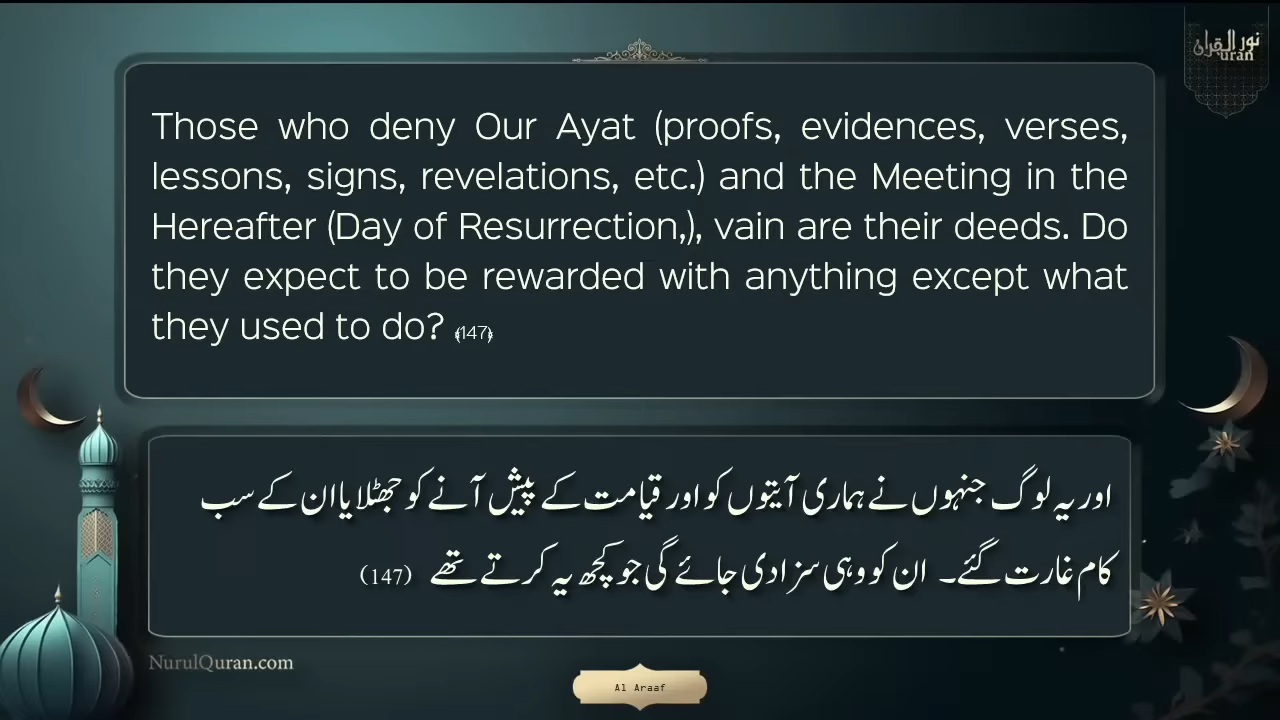 نور القرآن
uran
Those who deny Our Ayat (proofs, evidences, verses,
lessons, signs, revelations, etc.) and the Meeting in the
Hereafter (Day of Resurrection,), vain are their deeds. Do
they expect to be rewarded with anything except what
they used to do? ﴾147﴿
اور یہ لوگ جنہوں نے ہماری آیتوں کو اور قیامت کے پیش آنے کو جھٹلایا ان کے سب
کام غارت گئے۔ ان کو وہی سزا دی جائے گی جو کچھ یہ کرتے تھے (147)
NurulQuran.com
Al Araaf